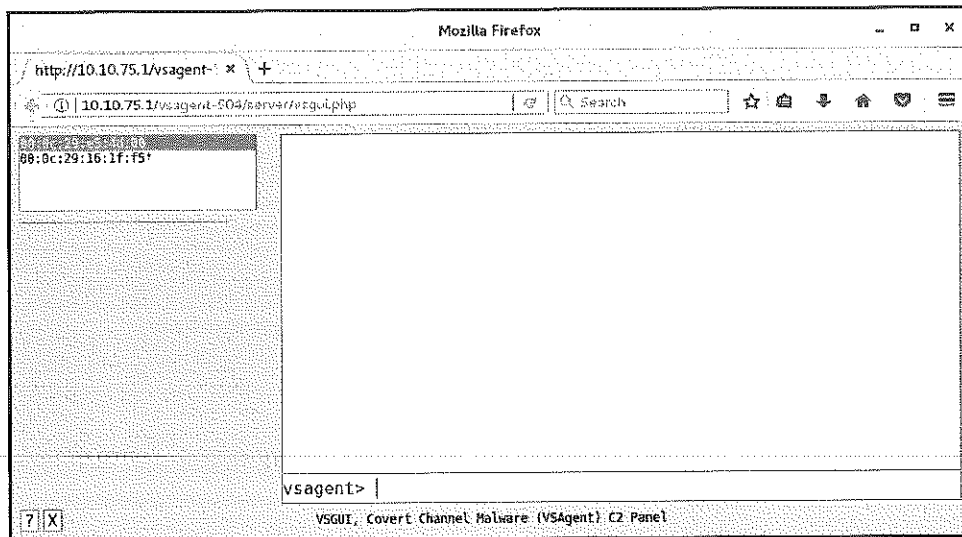 Mozilla Firefox
http://10.10.75.1/vsagent-
10.10.75.1/vsagent-504/server/vsgui.php
Search
00:0c:29:16:1f:f5*
vsagent>
? X
VSGUI, Covert Channel Malware (VSAgent) C2 Panel